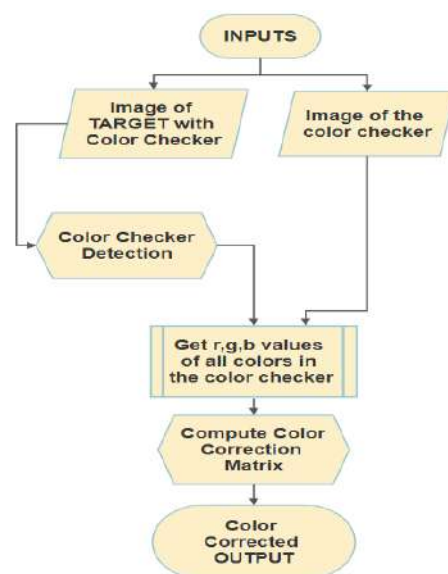 INPUTS
Image of
TARGET with
Color Checker
Image of the
color checker
Color Checker
Detection
Get r,g,b values
of all colors in
the color checker
Compute Color
Correction
Matrix
Color
Corrected
OUTPUT